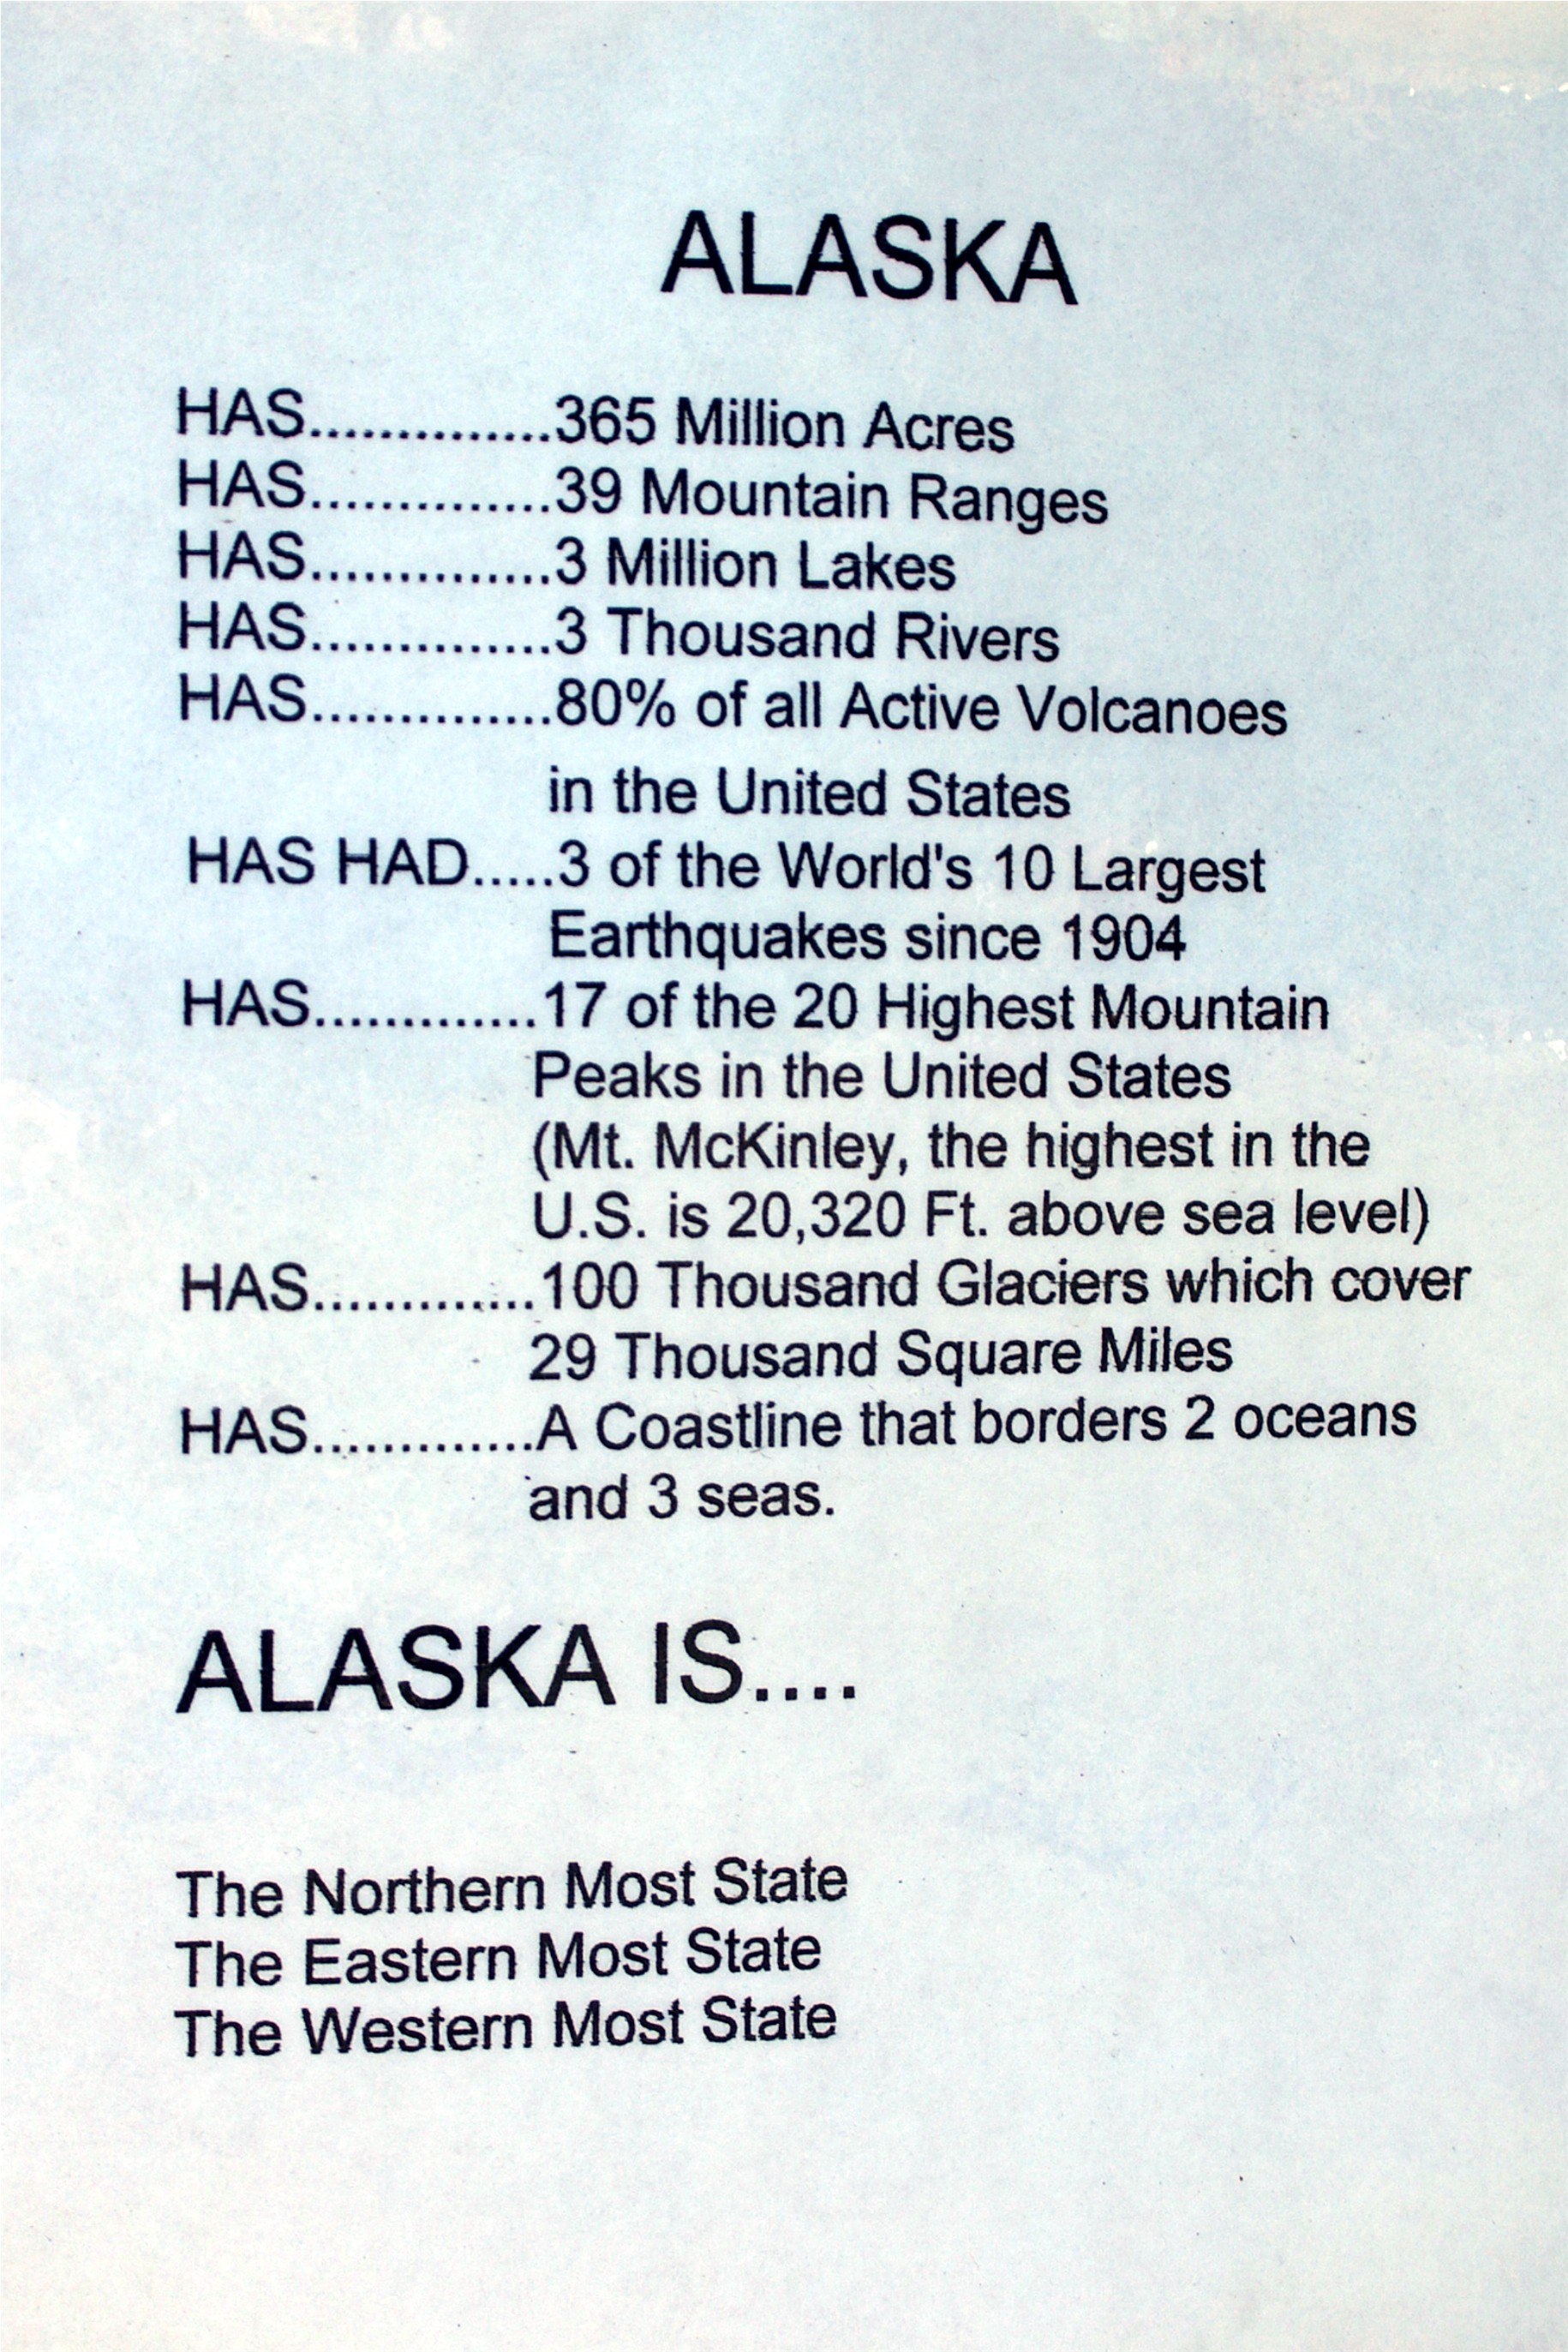 ALASKA
HAS..............365 Million Acres
HAS..............39 Mountain Ranges
HAS..............3 Million Lakes
HAS..............3 Thousand Rivers
HAS..............80% of all Active Volcanoes
in the United States
HAS HAD.....3 of the World's 10 Largest
Earthquakes since 1904
HAS.............17 of the 20 Highest Mountain
Peaks in the United States
(Mt. McKinley, the highest in the
U.S. is 20,320 Ft. above sea level)
HAS.............100 Thousand Glaciers which cover
29 Thousand Square Miles
HAS.............A Coastline that borders 2 oceans
and 3 seas.
ALASKA IS....
The Northern Most State
The Eastern Most State
The Western Most State